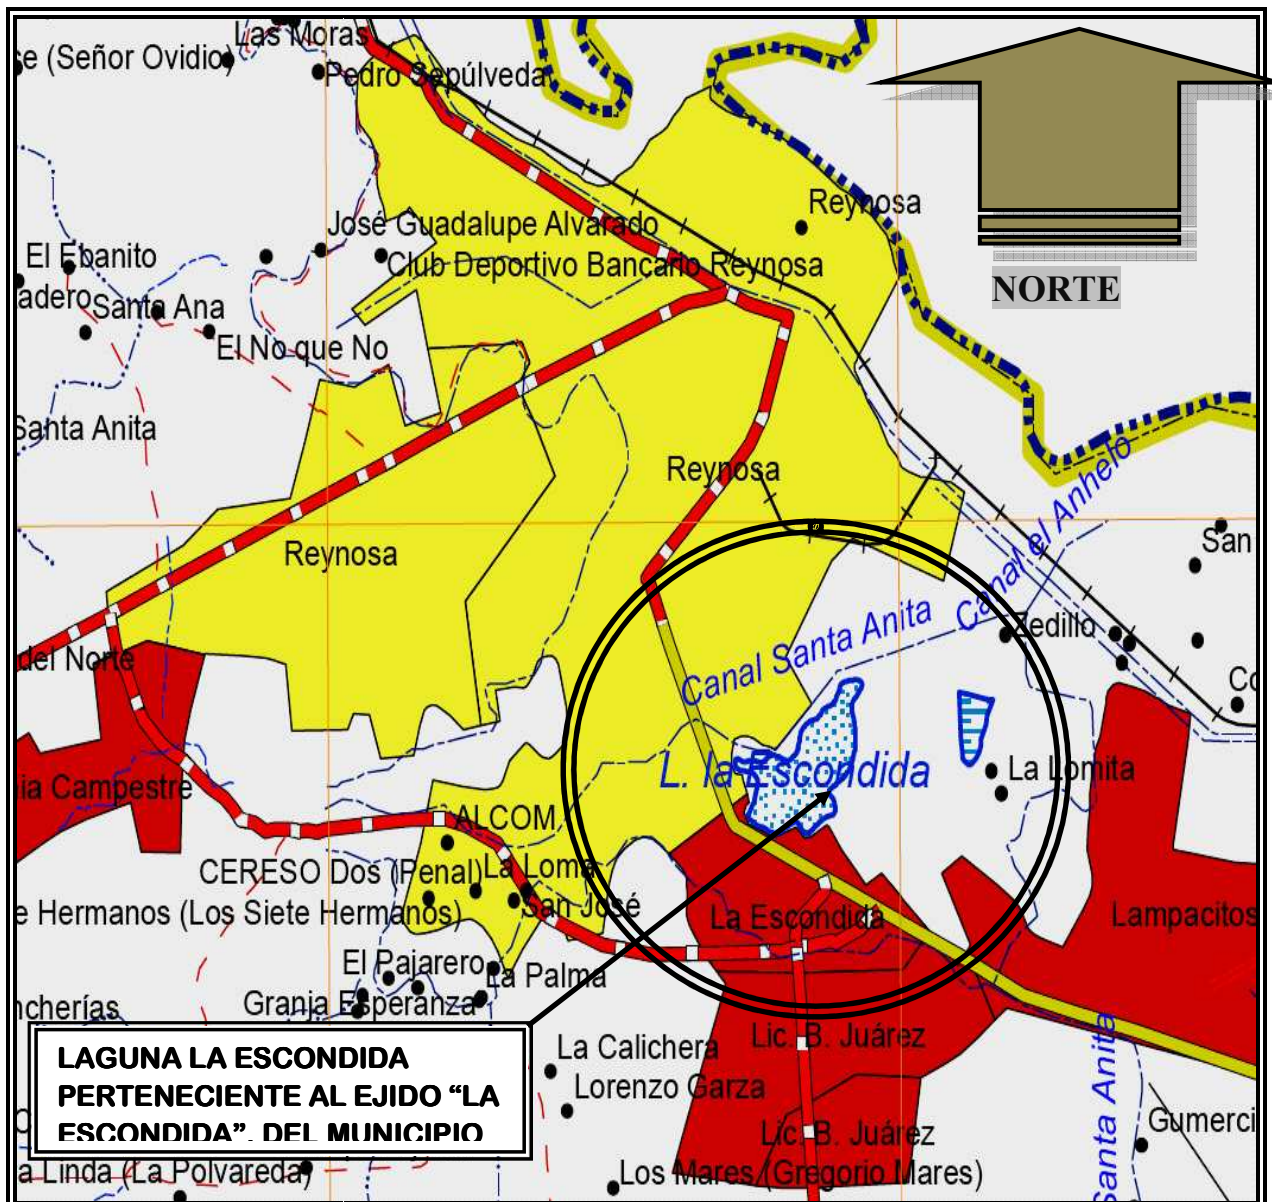 Las Moras
se (Señor Ovidio)
Pedro Sepúlveda
Reynosa
José Guadalupe Alvarado
El Ebanito
Club Deportivo Bancario Reynosa
NORTE
adero
Santa Ana
El No que No
Santa Anita
Reynosa
Canal el Anhelo
Reynosa
San
Canal Santa Anita
Zedillo
del Norte
Co
L. la Escondida
La Lomita
ia Campestre
ALCOM
CERESO Dos (Penal)
La Loma
e Hermanos (Los Siete Hermanos)
San José
La Escondida
Lampacitos
El Pajarero
La Palma
Granja Esperanza
ncherías
Lic. B. Juárez
LAGUNA LA ESCONDIDA
PERTENECIENTE AL EJIDO “LA
ESCONDIDA”. DEL MUNICIPIO
La Calichera
Lorenzo Garza
Santa Anita
Gumerci
Lic. B. Juárez
a Linda (La Polvareda)
Los Mares (Gregorio Mares)